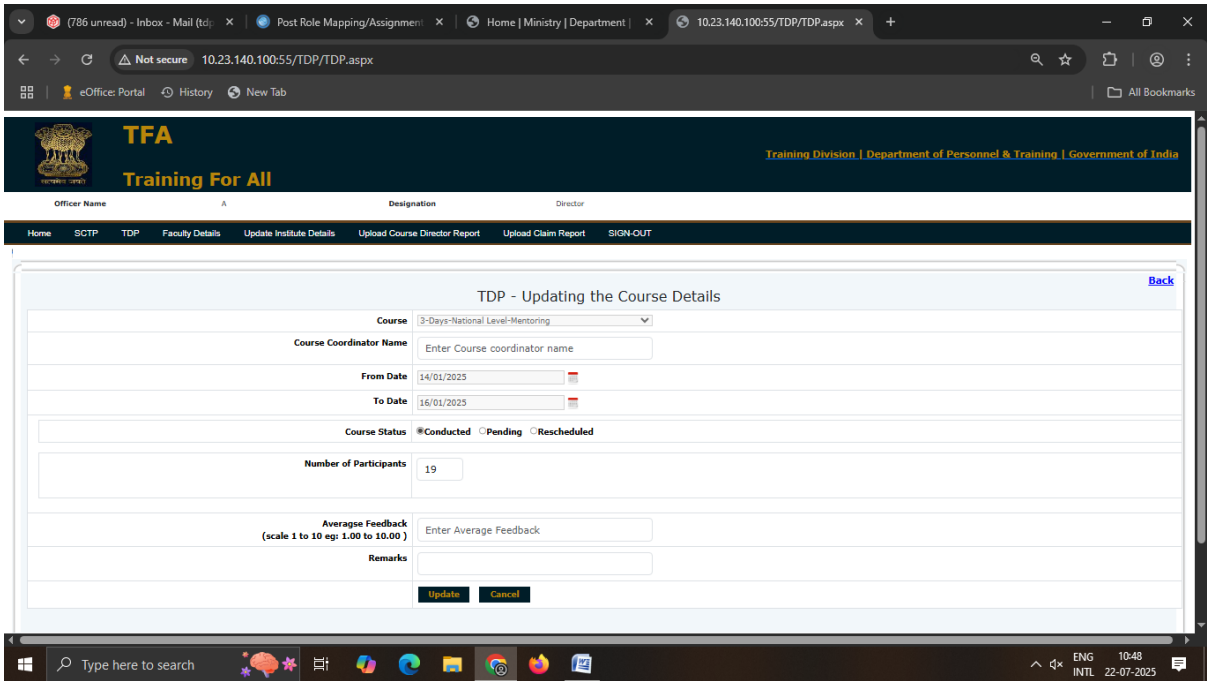 (786 unread) - Inbox - Mail (tdp
Post Role Mapping/Assignment
Home | Ministry | Department |
10.23.140.100:55/TDP/TDP.aspx
Not secure 10.23.140.100:55/TDP/TDP.aspx
eOffice: Portal History New Tab All Bookmarks
सत्यमेव जयते
TFA
Training For All
Training Division | Department of Personnel & Training | Government of India
Officer Name A Designation Director
Home SCTP TDP Faculty Details Update Institute Details Upload Course Director Report Upload Claim Report SIGN-OUT
Back
TDP - Updating the Course Details
Course 3-Days-National Level-Mentoring
Course Coordinator Name Enter Course coordinator name
From Date 14/01/2025
To Date 16/01/2025
Course Status Conducted Pending Rescheduled
Number of Participants 19
Averagse Feedback
(scale 1 to 10 eg: 1.00 to 10.00 ) Enter Average Feedback
Remarks
Update Cancel
Type here to search
ENG 10:48
INTL 22-07-2025